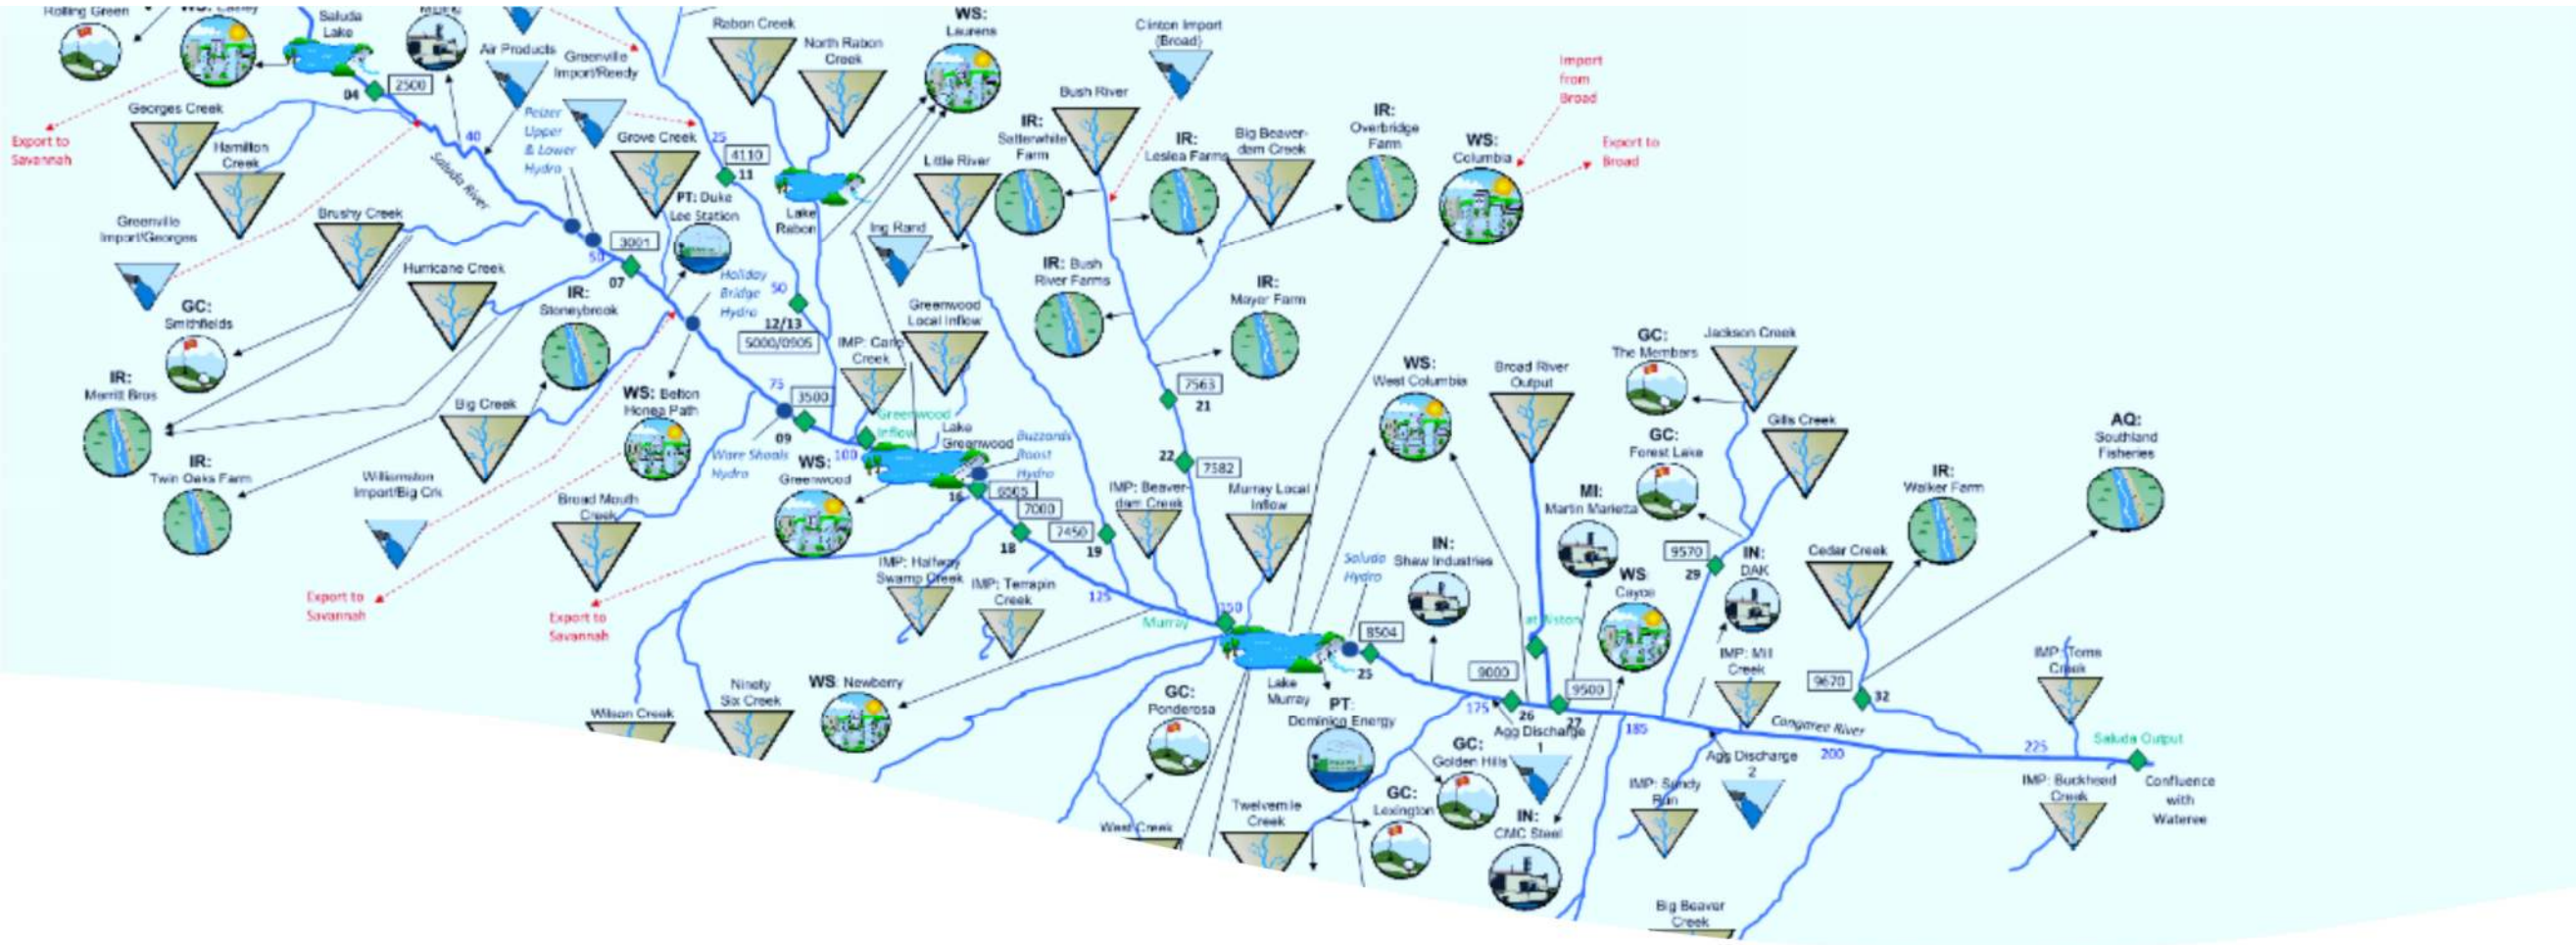 Rolling Green
WS: Easley
Saluda
Lake
04
2500
Air Products
Greenville
Import/Reedy
Rabon Creek
North Rabon
Creek
WS:
Laurens
Clinton Import
(Broad)
Import
from
Broad
Export to
Broad
Export to
Savannah
Georges Creek
Hamilton
Creek
Saluda River
40
Pelzer
Upper
& Lower
Hydro
Grove Creek
25
4110
11
PT: Duke
Lee Station
Lake
Rabon
Little River
IR:
Satterwhite
Farm
Bush River
IR:
Leslea Farms
Big Beaver-
dam Creek
IR:
Overbridge
Farm
WS:
Columbia
Greenville
Import/Georges
Brushy Creek
Hurricane Creek
3001
50
07
Ing Rand
IR: Bush
River Farms
IR:
Mayer Farm
GC:
Smithfields
IR:
Stoneybrook
Holiday
Bridge
Hydro
50
12/13
5000/0905
Greenwood
Local Inflow
IMP: Cane
Creek
IR:
Merritt Bros
Big Creek
WS: Belton
Honea Path
75
3500
09
Ware Shoals
Hydro
100
Greenwood
Inflow
Lake
Greenwood
Buzzards
Roost
Hydro
7563
21
22
7582
WS:
West Columbia
Broad River
Output
GC:
The Members
Jackson Creek
GC:
Forest Lake
Gills Creek
AQ:
Southland
Fisheries
IR:
Twin Oaks Farm
Williamston
Import/Big Crk
Broad Mouth
Creek
WS:
Greenwood
16
6505
7000
18
7450
19
IMP: Beaver-
dam Creek
Murray Local
Inflow
MI:
Martin Marietta
IR:
Walker Farm
Export to
Savannah
Export to
Savannah
IMP: Halfway
Swamp Creek
IMP: Terrapin
Creek
125
Murray
150
Saluda
Hydro
IN:
Shaw Industries
WS:
Cayce
9570
29
IN:
DAK
Cedar Creek
8504
25
Lake
Murray
9000
26
9500
27
175
185
IMP: Mill
Creek
9670
32
IMP: Toms
Creek
Wilson Creek
Ninety
Six Creek
WS: Newberry
GC:
Ponderosa
PT:
Dominion Energy
Agg Discharge
1
GC:
Golden Hills
Congaree River
Agg Discharge
2
200
225
Saluda Output
Confluence
with
Wateree
West Creek
Twelvemile
Creek
GC:
Lexington
IN:
CMC Steel
IMP: Sandy
Run
IMP: Buckhead
Creek
Big Beaver
Creek